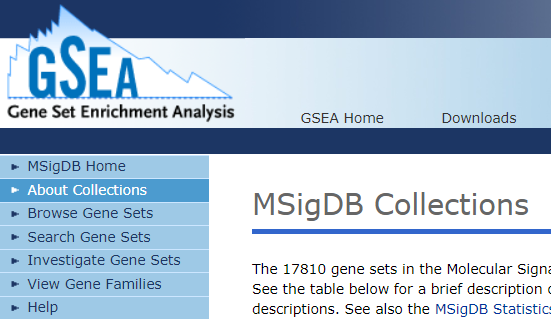 GSEA
Gene Set Enrichment Analysis
GSEA Home
Downloads
MSigDB Home
About Collections
Browse Gene Sets
Search Gene Sets
Investigate Gene Sets
View Gene Families
Help
MSigDB Collections
The 17810 gene sets in the Molecular Signa
See the table below for a brief description o
descriptions. See also the MSigDB Statistics